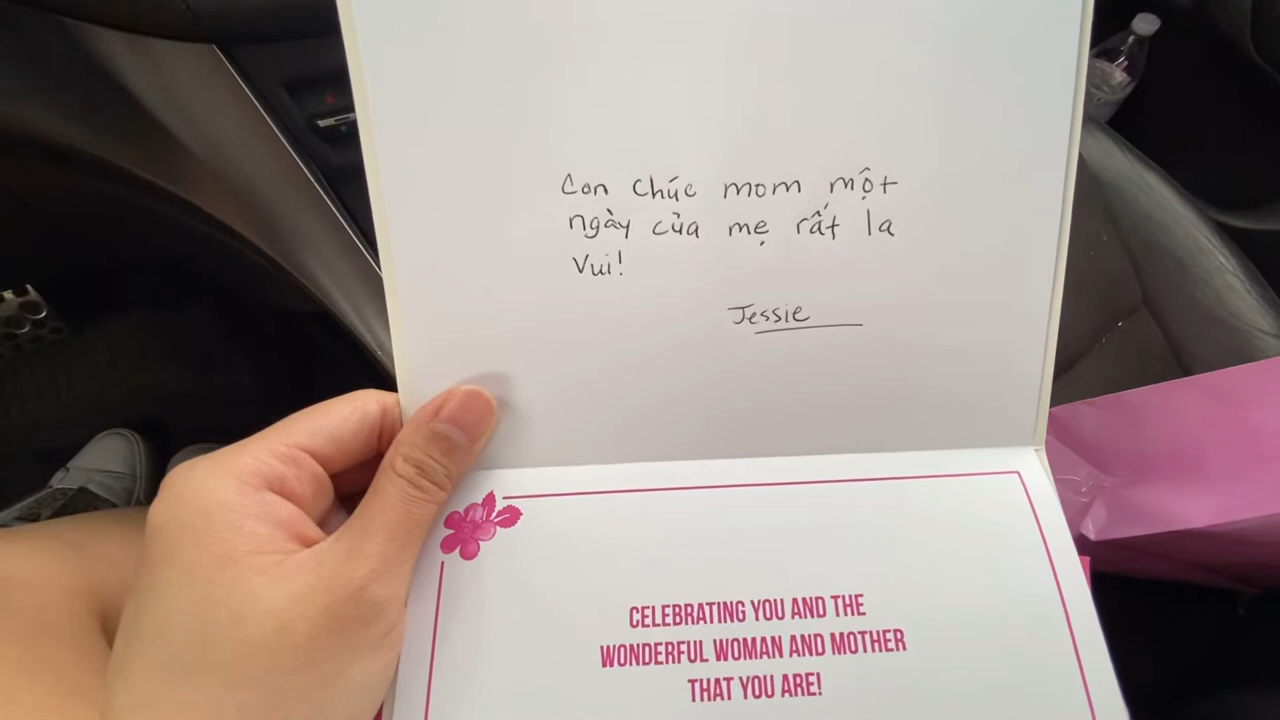 Con chúc mom một
ngày của mẹ rất la
vui!
Jessie
CELEBRATING YOU AND THE
WONDERFUL WOMAN AND MOTHER
THAT YOU ARE!